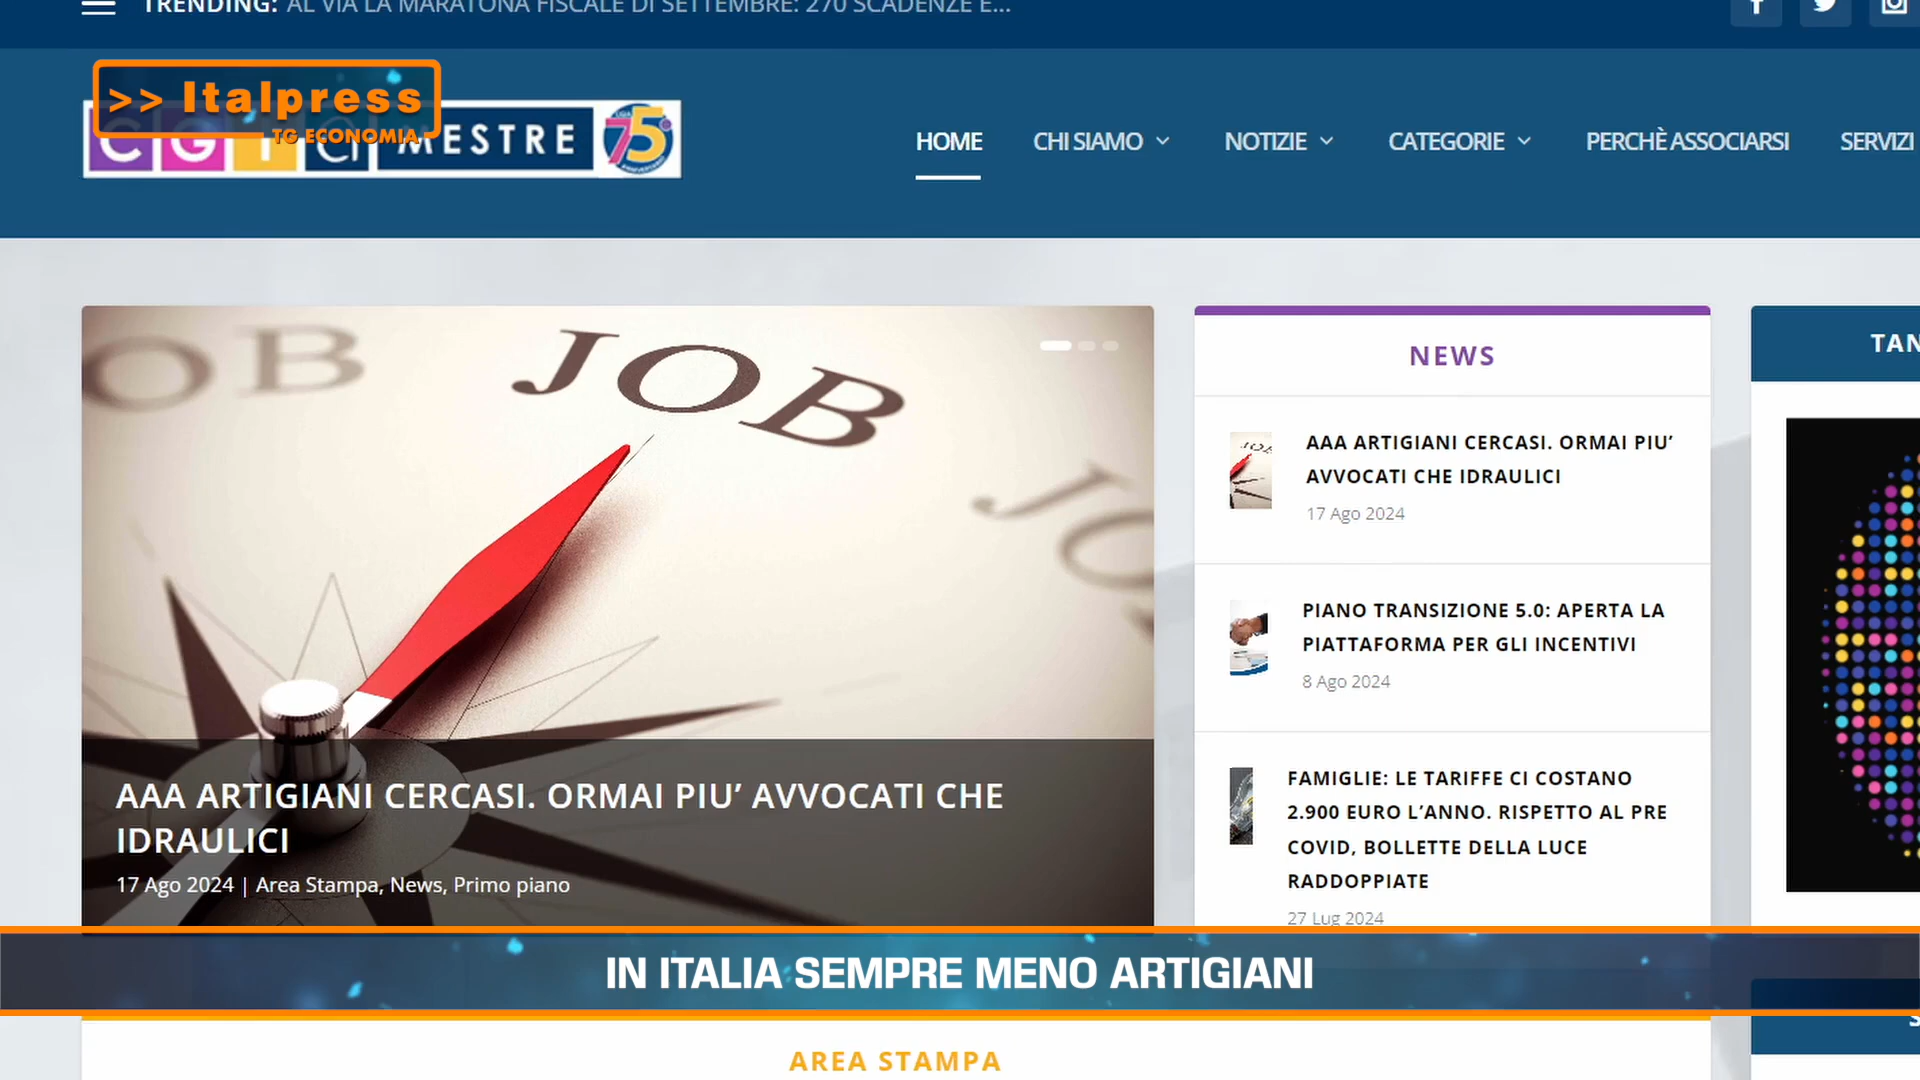 TRENDING: AL VIA LA MARATONA FISCALE DI SETTEMBRE: 270 SCADENZE E...
>> Italpress
TG ECONOMIA
CGIA MESTRE 75
HOME
CHI SIAMO
NOTIZIE
CATEGORIE
PERCHÈ ASSOCIARSI
SERVIZI
OB
JOB
JO
AAA ARTIGIANI CERCASI. ORMAI PIU’ AVVOCATI CHE
IDRAULICI
17 Ago 2024 | Area Stampa, News, Primo piano
NEWS
AAA ARTIGIANI CERCASI. ORMAI PIU’
AVVOCATI CHE IDRAULICI
17 Ago 2024
PIANO TRANSIZIONE 5.0: APERTA LA
PIATTAFORMA PER GLI INCENTIVI
8 Ago 2024
FAMIGLIE: LE TARIFFE CI COSTANO
2.900 EURO L’ANNO. RISPETTO AL PRE
COVID, BOLLETTE DELLA LUCE
RADDOPPIATE
27 Lug 2024
TAN
IN ITALIA SEMPRE MENO ARTIGIANI
AREA STAMPA